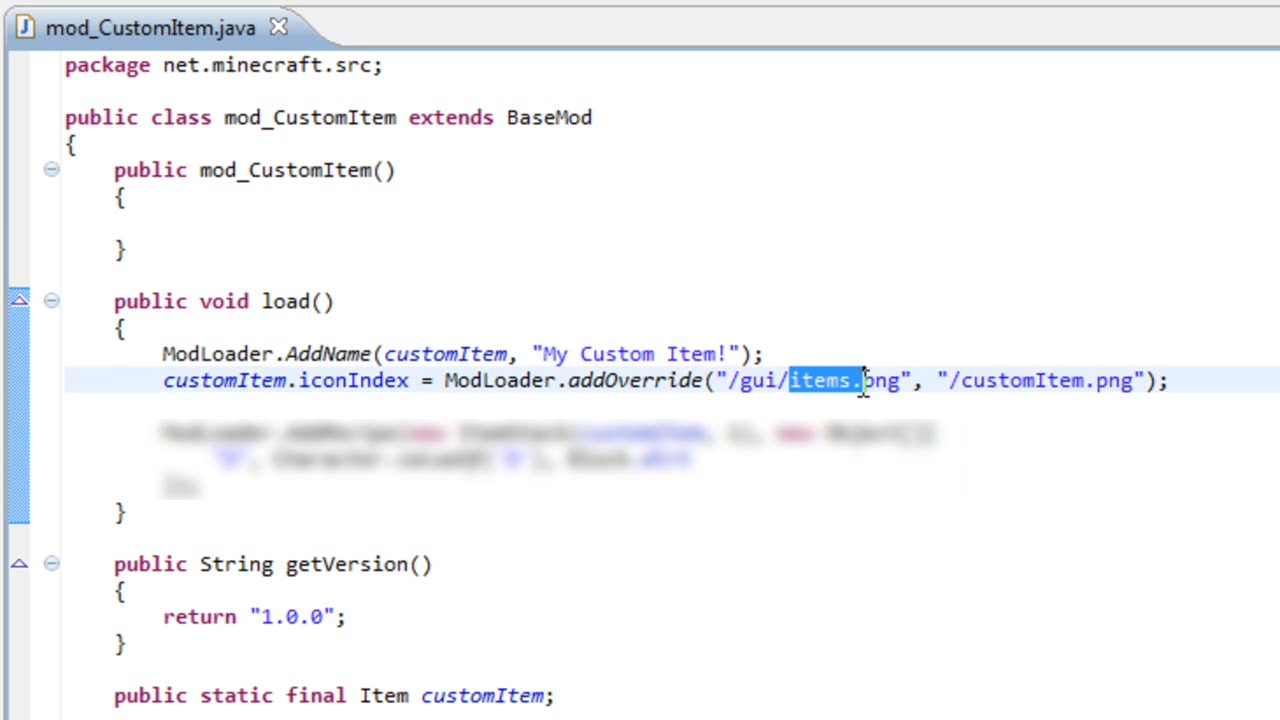 mod_CustomItem.java
package net.minecraft.src;
public class mod_CustomItem extends BaseMod
{
public mod_CustomItem()
{
}
public void load()
{
ModLoader.AddName(customItem, "My Custom Item!");
customItem.iconIndex = ModLoader.addOverride("/gui/items.png", "/customItem.png");
}
public String getVersion()
{
return "1.0.0";
}
public static final Item customItem;